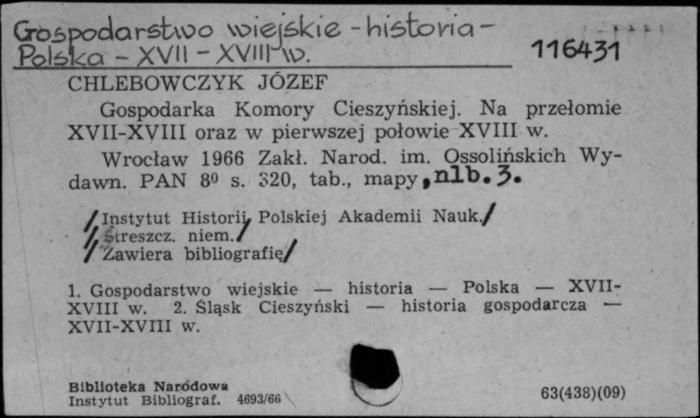 Gospodarstwo wiejskie - historia -
Polska - XVII - XVIII w.
116431
CHLEBOWCZYK JÓZEF
Gospodarka Komory Cieszyńskiej. Na przełomie
XVII-XVIII oraz w pierwszej połowie XVIII w.
Wrocław 1966 Zakł. Narod. im. Ossolińskich Wy-
dawn. PAN 8⁰ s. 320, tab., mapy, nlb. 3.
/Instytut Historii, Polskiej Akademii Nauk./
/Streszcz. niem./
/Zawiera bibliografię/
1. Gospodarstwo wiejskie — historia — Polska — XVII-
XVIII w. 2. Śląsk Cieszyński — historia gospodarcza —
XVII-XVIII w.
Biblioteka Narodowa
Instytut Bibliograf. 4693/66
63(438)(09)